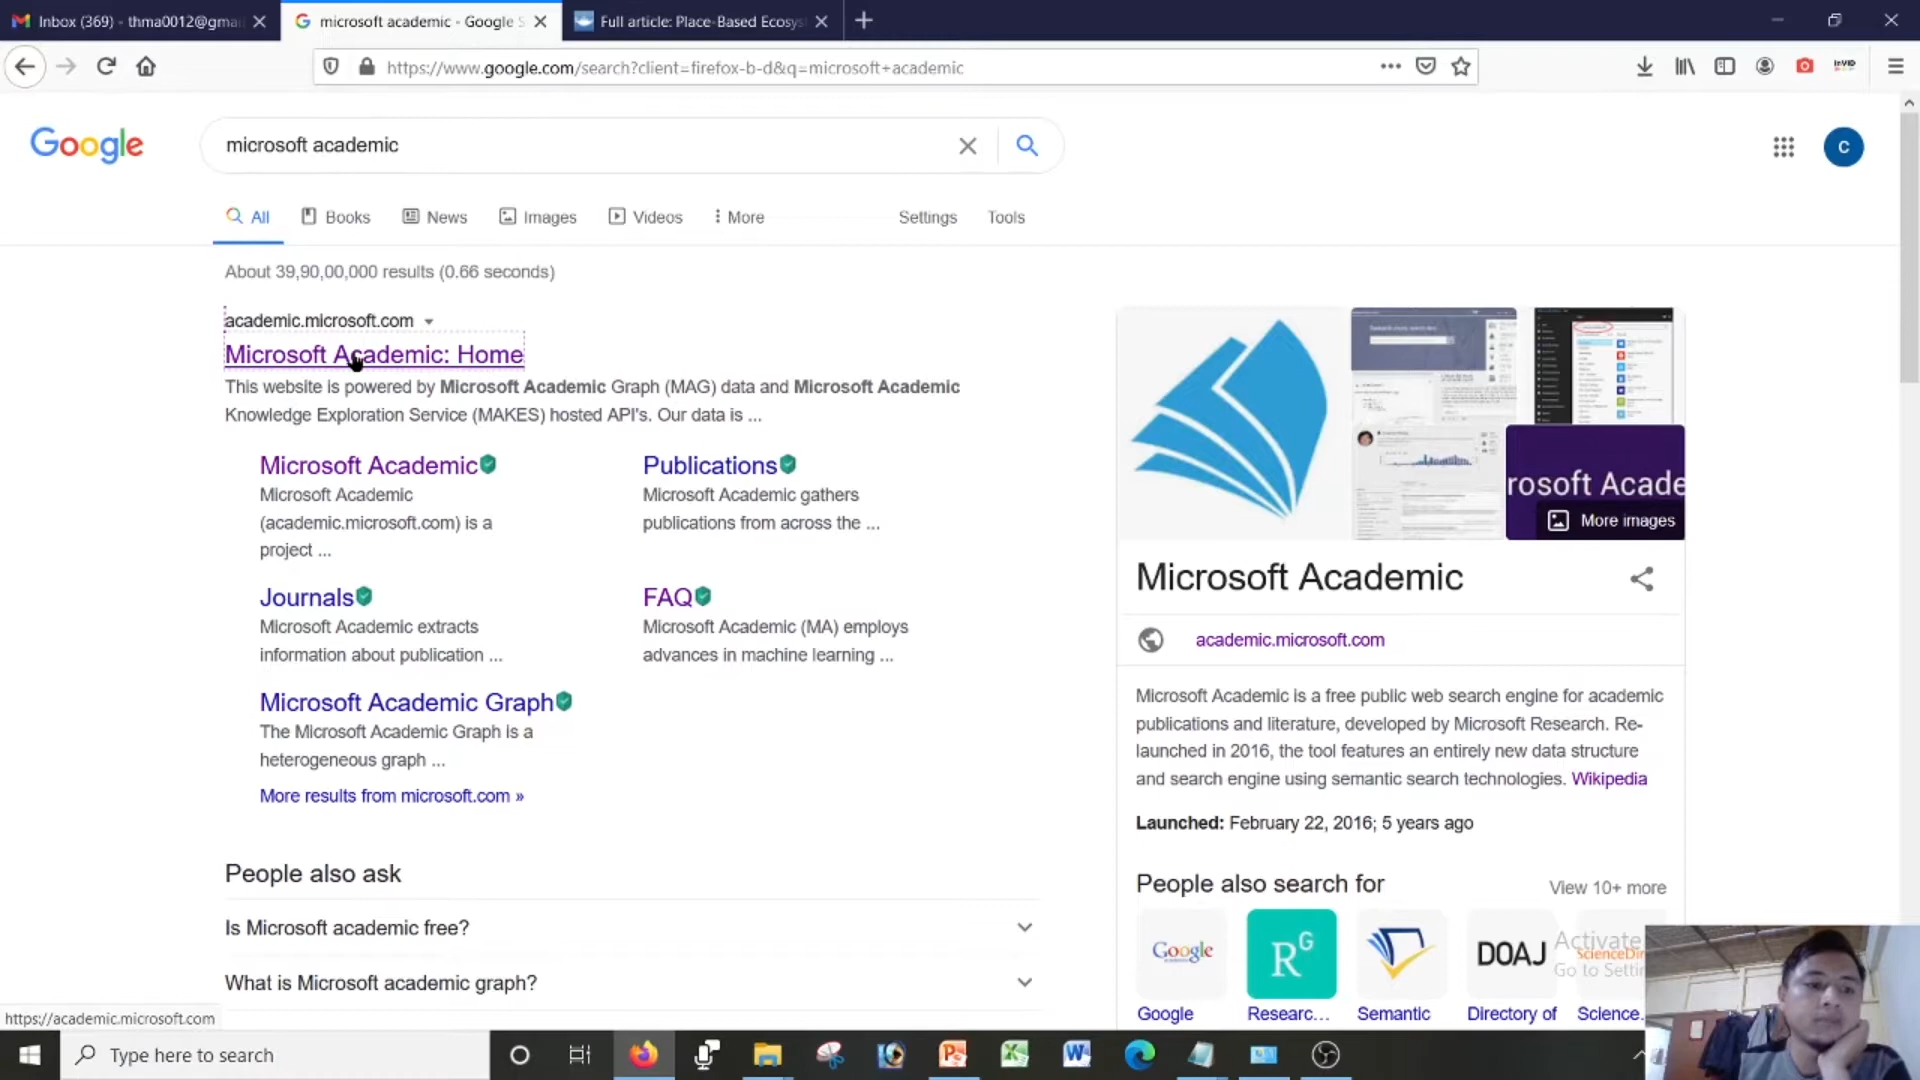 Inbox (369) - thma0012@gmai
microsoft academic - Google S
Full article: Place-Based Ecosys
https://www.google.com/search?client=firefox-b-d&q=microsoft+academic
InVID
Google
microsoft academic
C
All
Books
News
Images
Videos
More
Settings
Tools
About 39,90,00,000 results (0.66 seconds)
academic.microsoft.com
Microsoft Academic: Home
This website is powered by Microsoft Academic Graph (MAG) data and Microsoft Academic
Knowledge Exploration Service (MAKES) hosted API's. Our data is ...
Microsoft Academic
Microsoft Academic
(academic.microsoft.com) is a
project ...
Publications
Microsoft Academic gathers
publications from across the ...
Journals
Microsoft Academic extracts
information about publication ...
FAQ
Microsoft Academic (MA) employs
advances in machine learning ...
Microsoft Academic Graph
The Microsoft Academic Graph is a
heterogeneous graph ...
More results from microsoft.com »
People also ask
Is Microsoft academic free?
What is Microsoft academic graph?
rosoft Acade
More images
Microsoft Academic
academic.microsoft.com
Microsoft Academic is a free public web search engine for academic
publications and literature, developed by Microsoft Research. Re-
launched in 2016, the tool features an entirely new data structure
and search engine using semantic search technologies. Wikipedia
Launched: February 22, 2016; 5 years ago
People also search for
View 10+ more
Google
RG
DOAJ
ScienceDir
Activate
Go to Settin
Google
Researc...
Semantic
Directory of
Science.
https://academic.microsoft.com
Type here to search